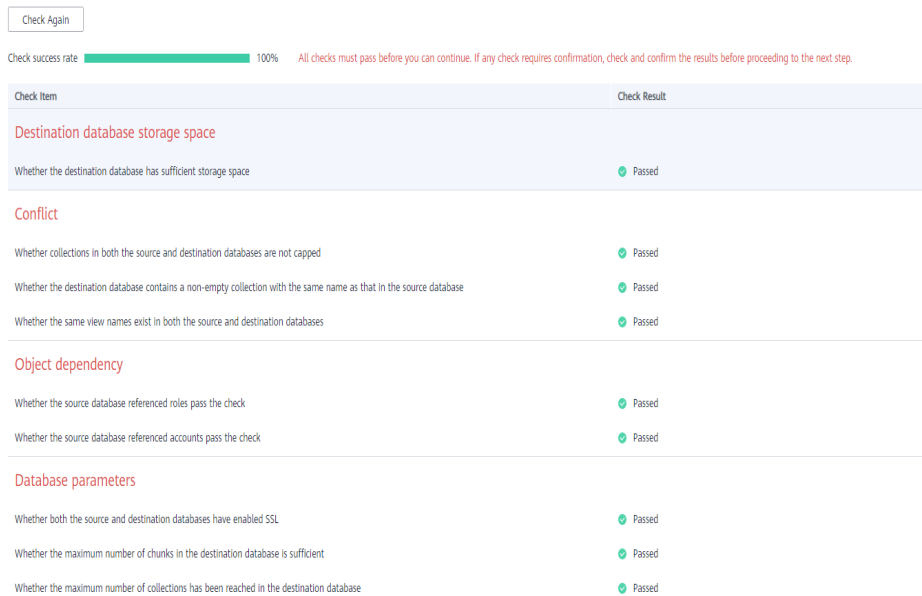 Check Again
Check success rate 100% All checks must pass before you can continue. If any check requires confirmation, check and confirm the results before proceeding to the next step.
Check Item Check Result
Destination database storage space
Whether the destination database has sufficient storage space Passed
Conflict
Whether collections in both the source and destination databases are not capped Passed
Whether the destination database contains a non-empty collection with the same name as that in the source database Passed
Whether the same view names exist in both the source and destination databases Passed
Object dependency
Whether the source database referenced roles pass the check Passed
Whether the source database referenced accounts pass the check Passed
Database parameters
Whether both the source and destination databases have enabled SSL Passed
Whether the maximum number of chunks in the destination database is sufficient Passed
Whether the maximum number of collections has been reached in the destination database Passed